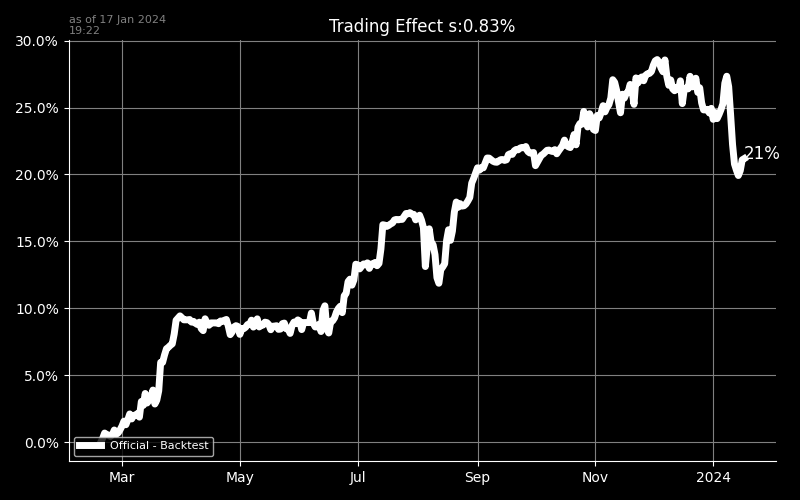 as of 17 Jan 2024
19:22
Trading Effect s:0.83%
30.0%
25.0%
20.0%
15.0%
10.0%
5.0%
0.0%
21%
Official - Backtest
Mar May Jul Sep Nov 2024